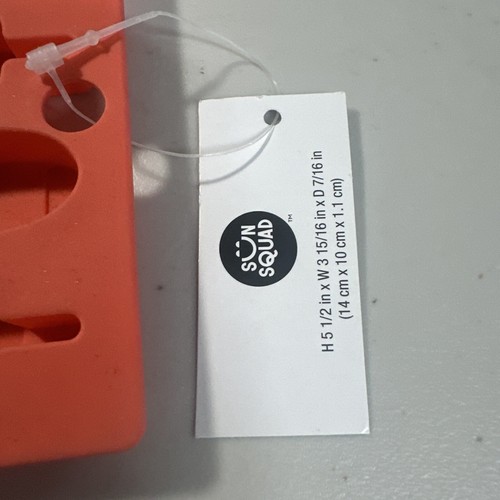 SUN
SQUAD
TM
H 5 1/2 in x W 3 15/16 in x D 7/16 in
(14 cm x 10 cm x 1.1 cm)